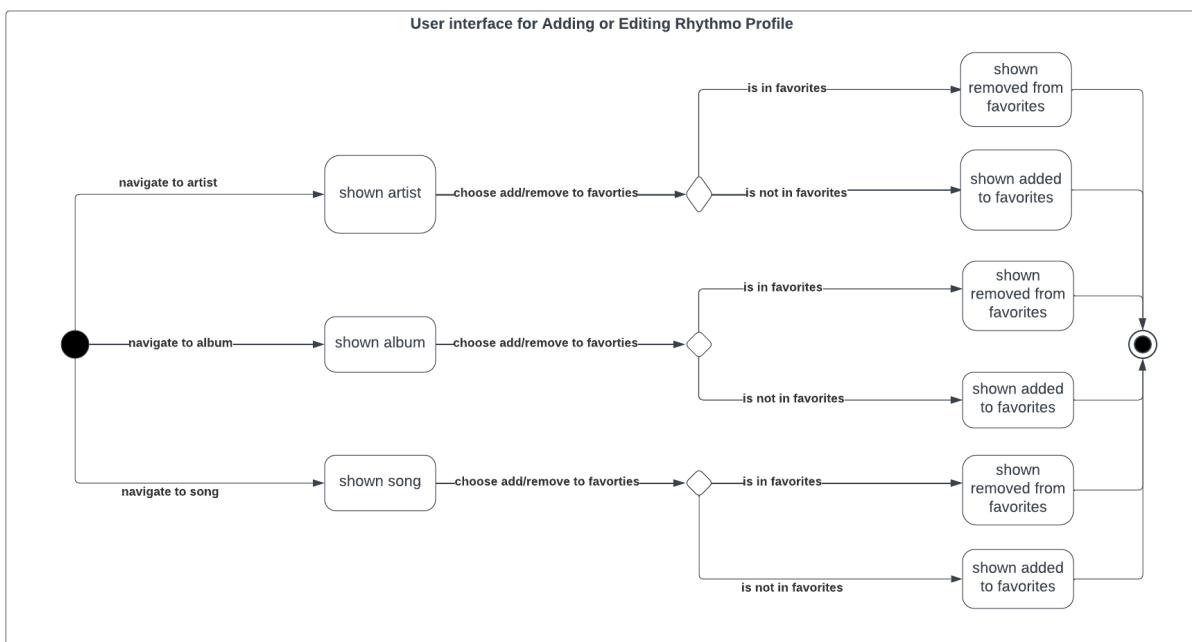 User interface for Adding or Editing Rhythmo Profile
is in favorites
shown
removed from
favorites
navigate to artist
shown artist
choose add/remove to favorties
is not in favorites
shown added
to favorites
is in favorites
shown
removed from
favorites
navigate to album
shown album
choose add/remove to favorties
is not in favorites
shown added
to favorites
navigate to song
shown song
choose add/remove to favorties
is in favorites
shown
removed from
favorites
is not in favorites
shown added
to favorites